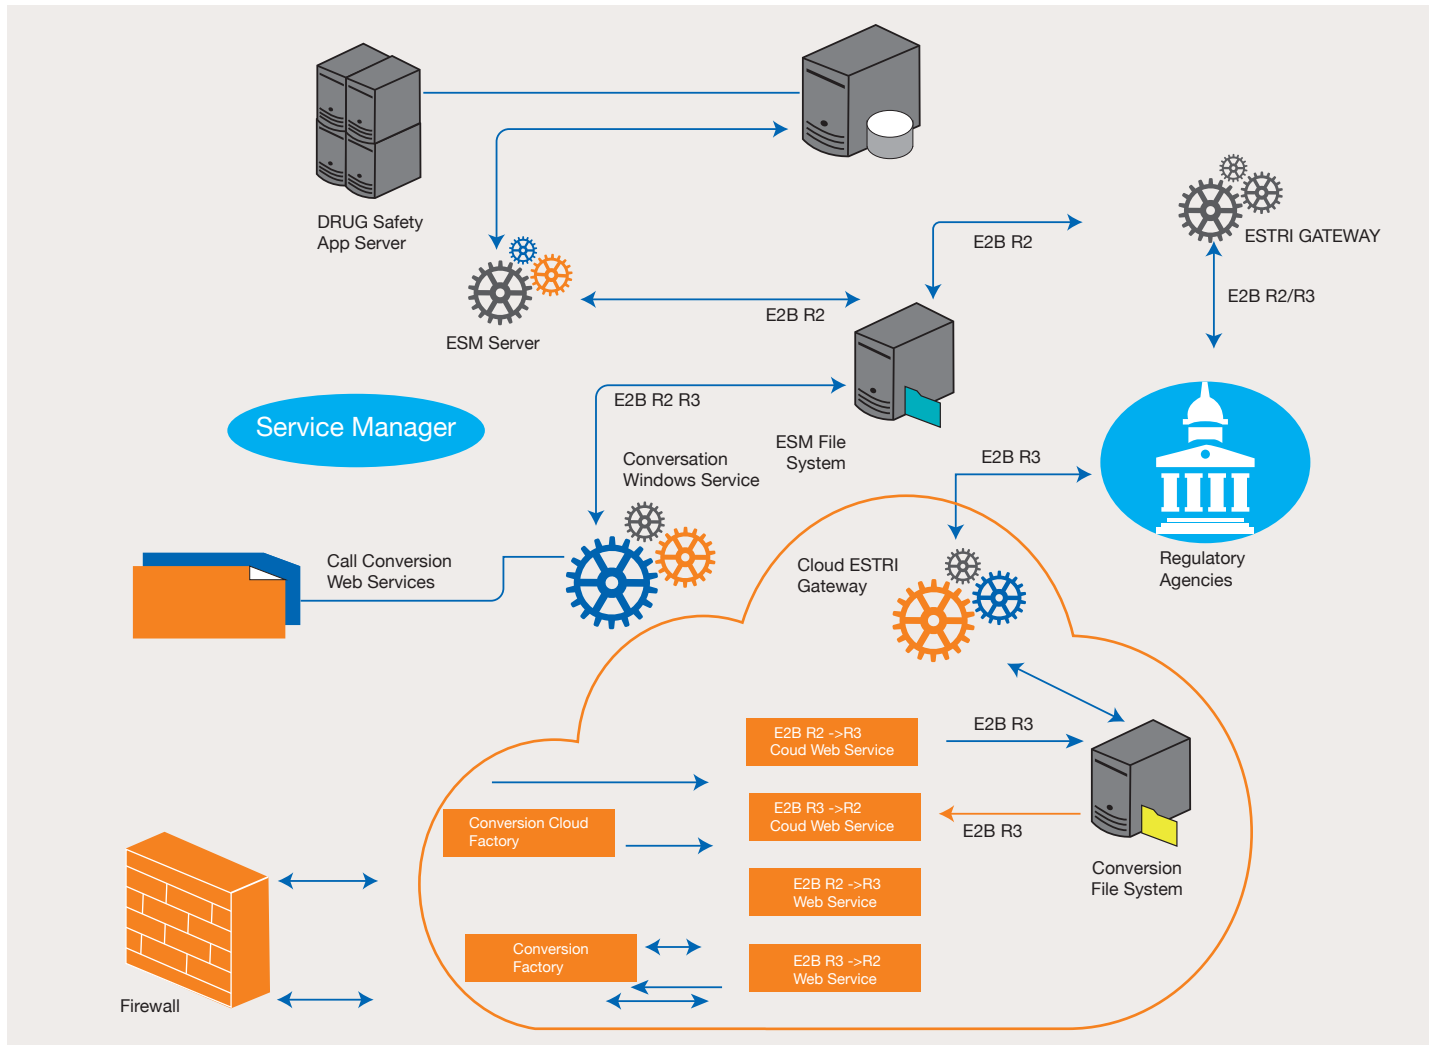 DRUG Safety
App Server
E2B R2
ESTRI GATEWAY
E2B R2/R3
E2B R2
ESM Server
E2B R2 R3
Service Manager
ESM File
System
Conversation
Windows Service
E2B R3
Call Conversion
Web Services
Cloud ESTRI
Gateway
Regulatory
Agencies
E2B R2 ->R3
Coud Web Service
E2B R3
E2B R3 ->R2
Coud Web Service
E2B R3
Conversion Cloud
Factory
Conversion
File System
E2B R2 ->R3
Web Service
Conversion
Factory
E2B R3 ->R2
Web Service
Firewall